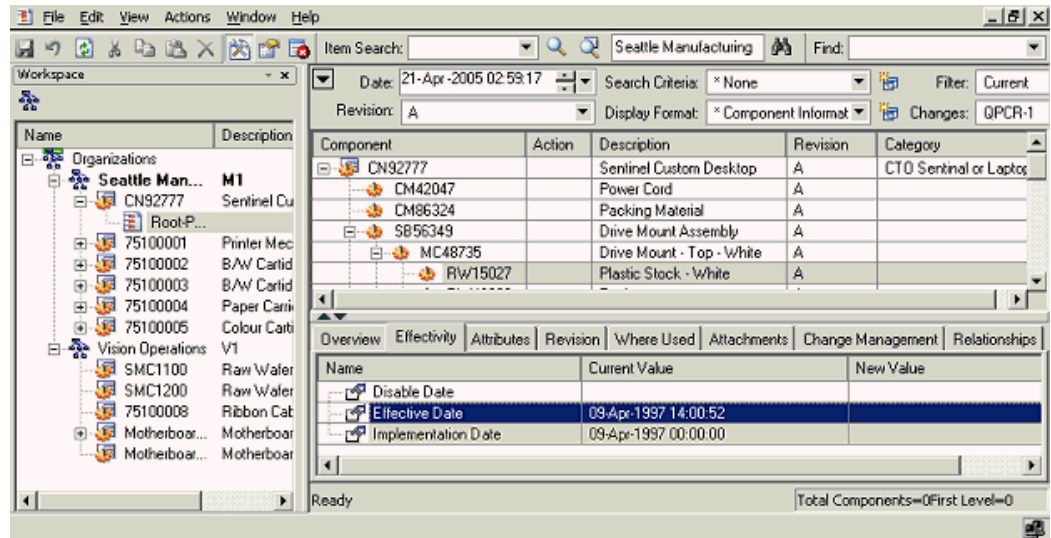 File Edit View Actions Window Help
Item Search: Seattle Manufacturing Find:
Workspace
Date: 21-Apr-2005 02:59:17 Search Criteria: * None Filter: Current
Revision: A Display Format: * Component Informat Changes: QPCR-1
Name Description
Organizations
Seattle Man... M1
CN92777 Sentinel Cu
Root-P...
75100001 Printer Mec
75100002 B/W Cartid
75100003 B/W Cartid
75100004 Paper Carri
75100005 Colour Carti
Vision Operations V1
SMC1100 Raw Wafer
SMC1200 Raw Wafer
75100008 Ribbon Cab
Motherboar... Motherboar
Motherboar... Motherboar
Component Action Description Revision Category
CN92777 Sentinel Custom Desktop A CTO Sentinal or Laptop
CM42047 Power Cord A
CM86324 Packing Material A
SB56349 Drive Mount Assembly A
MC48735 Drive Mount - Top - White A
RW15027 Plastic Stock - White A
Overview Effectivity Attributes Revision Where Used Attachments Change Management Relationships
Name Current Value New Value
Disable Date
Effective Date 09-Apr-1997 14:00:52
Implementation Date 09-Apr-1997 00:00:00
Ready Total Components=0First Level=0